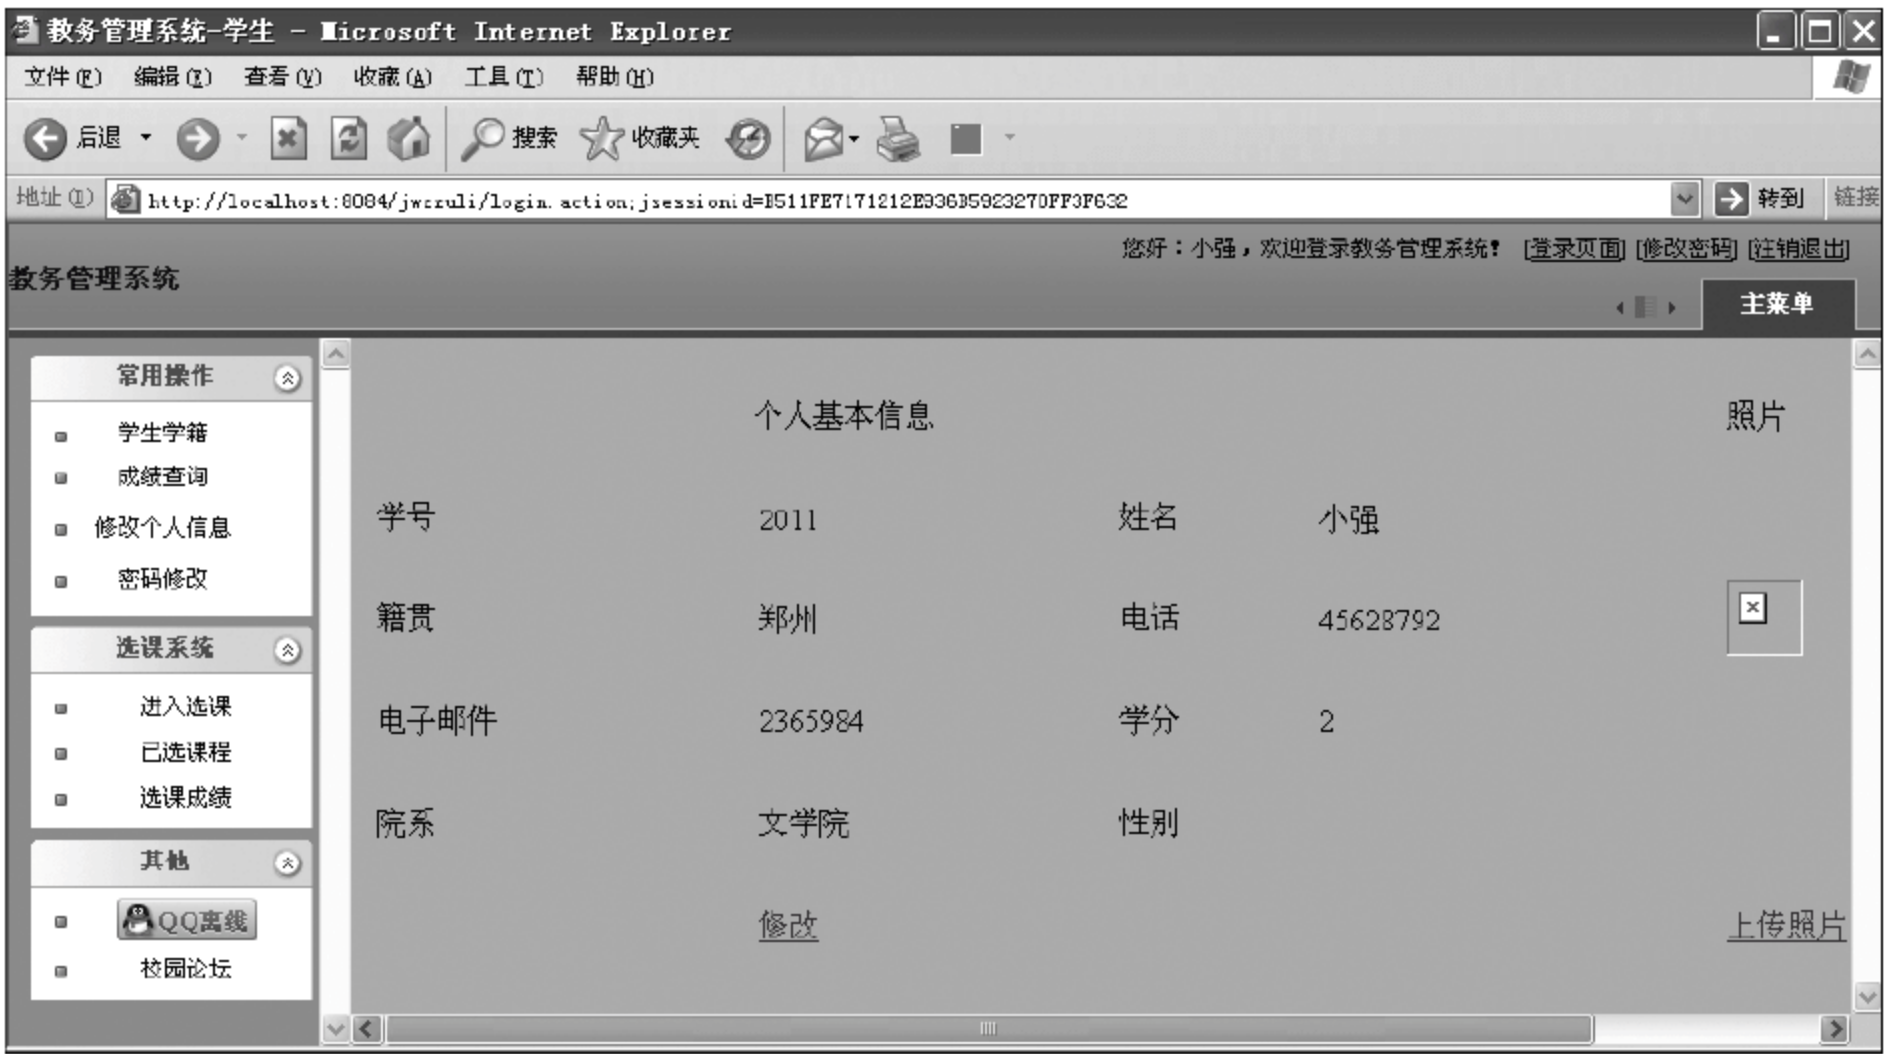 教务管理系统-学生 - Microsoft Internet Explorer
文件(F) 编辑(E) 查看(V) 收藏(A) 工具(T) 帮助(H)
后退 搜索 收藏夹
地址(D) http://localhost:8084/jwzruli/login.action;jsessionid=B511FE7171212E936B5923270FF3F632 转到 链接
您好：小强，欢迎登录教务管理系统！ [登录页面] [修改密码] [注销退出]
教务管理系统
主菜单
常用操作
学生学籍
成绩查询
修改个人信息
密码修改
选课系统
进入选课
已选课程
选课成绩
其他
QQ离线
校园论坛
个人基本信息 照片
学号 2011 姓名 小强
籍贯 郑州 电话 45628792
电子邮件 2365984 学分 2
院系 文学院 性别
修改 上传照片